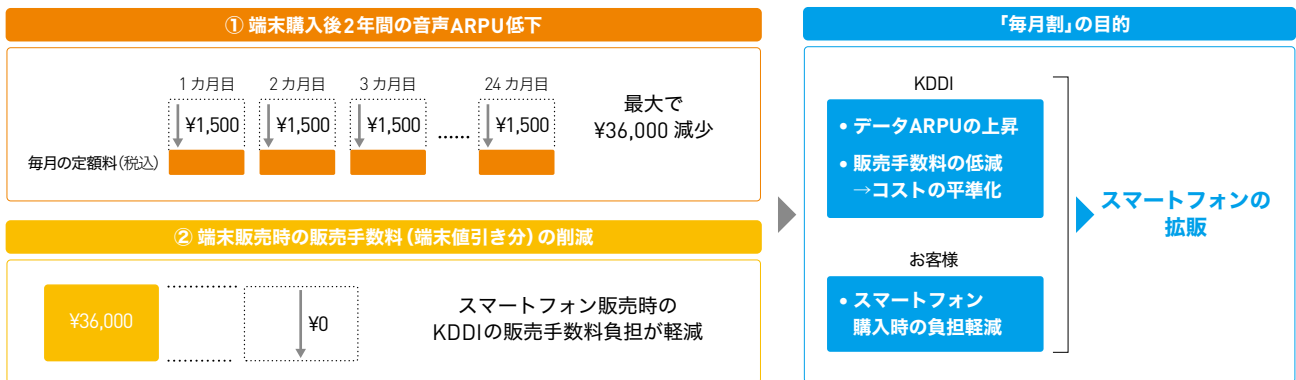 ① 端末購入後2年間の音声ARPU低下
1カ月目 2カ月目 3カ月目 24カ月目
¥1,500 ¥1,500 ¥1,500 ...... ¥1,500
毎月の定額料(税込)
最大で
¥36,000 減少
② 端末販売時の販売手数料(端末値引き分)の削減
¥36,000
¥0
スマートフォン販売時の
KDDIの販売手数料負担が軽減
「毎月割」の目的
KDDI
• データARPUの上昇
• 販売手数料の低減
→コストの平準化
お客様
• スマートフォン
購入時の負担軽減
スマートフォンの
拡販